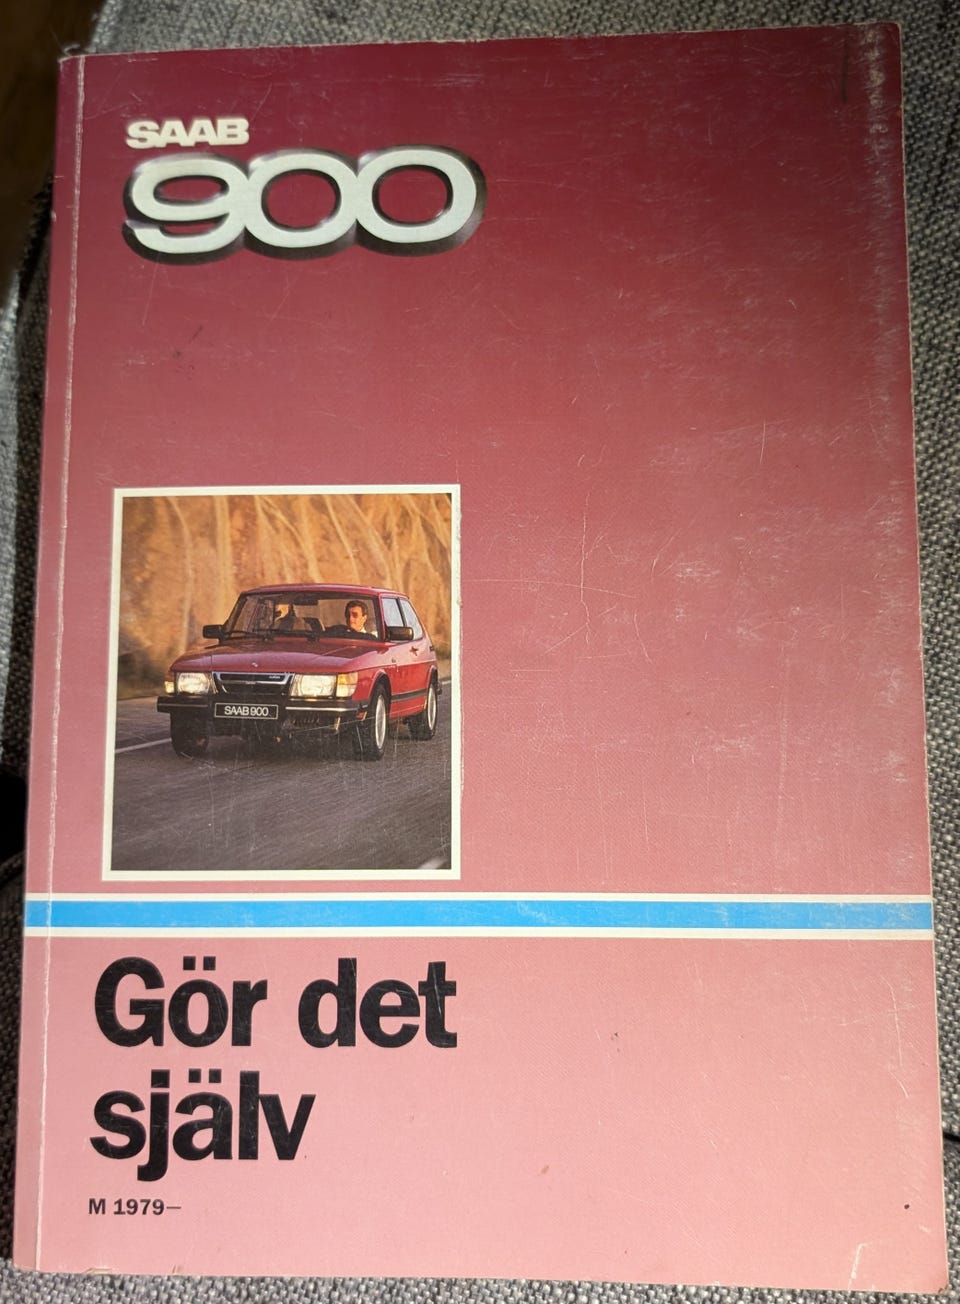 SAAB
900
SAAB 900
Gör det
själv
M 1979–